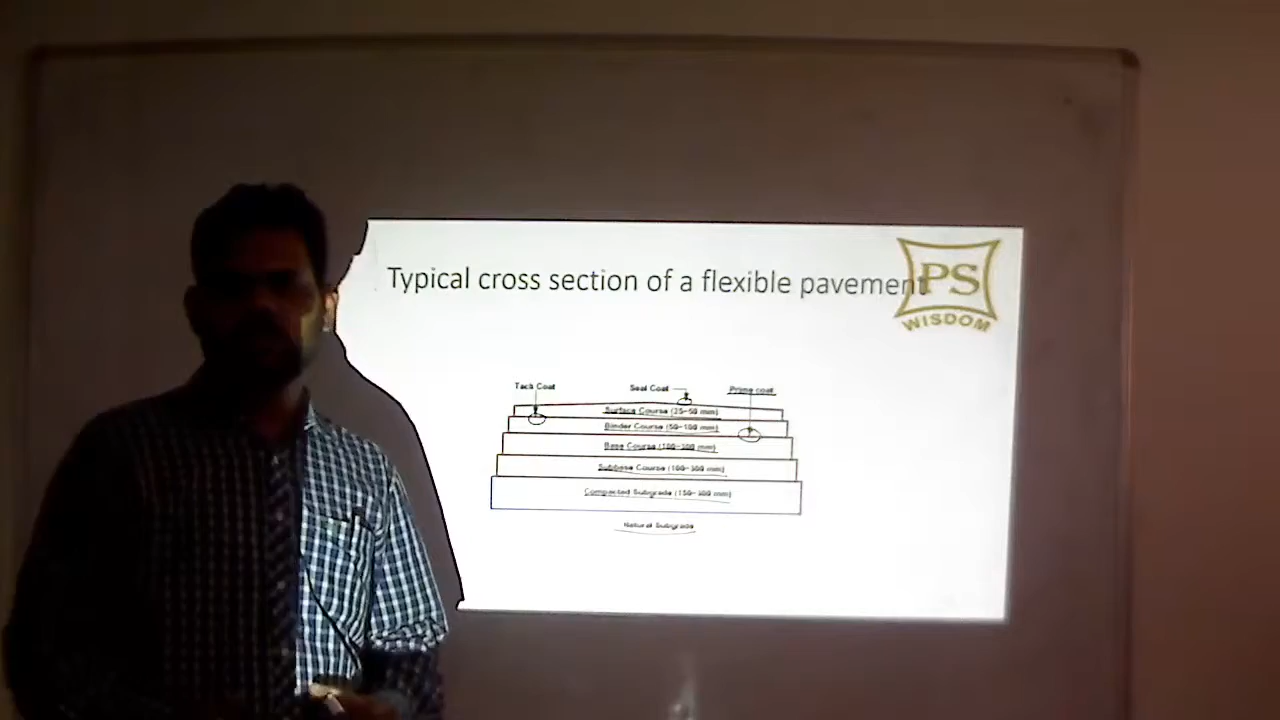 Typical cross section of a flexible pavement
PS
WISDOM
Tack Coat
Seal Coat
Prime coat
Surface Course (25-50 mm)
Binder Course (50-100 mm)
Base Course (100-300 mm)
Subbase Course (100-300 mm)
Compacted Subgrade (150-300 mm)
Natural Subgrade